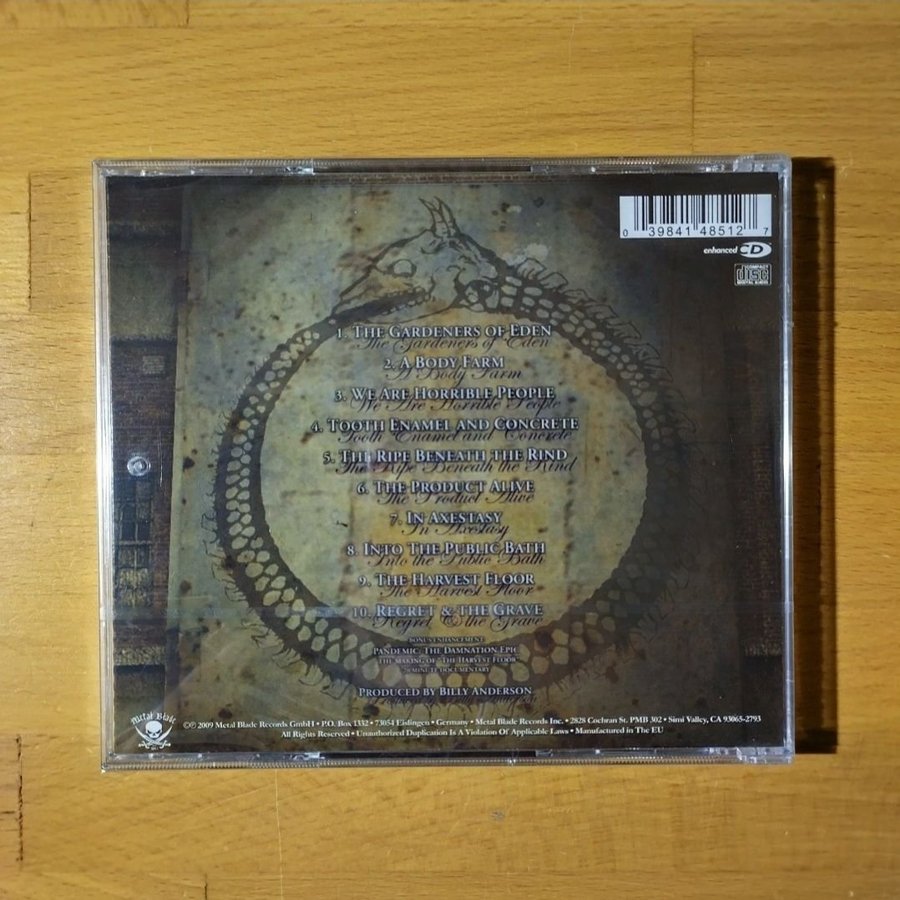 0 39841 48512 7
enhanced CD
COMPACT
disc
DIGITAL AUDIO
1. THE GARDENERS OF EDEN
The Gardeners of Eden
2. A BODY FARM
A Body Farm
3. WE ARE HORRIBLE PEOPLE
We Are Horrible People
4. TOOTH ENAMEL AND CONCRETE
Tooth Enamel and Concrete
5. THE RIPE BENEATH THE RIND
The Ripe Beneath the Rind
6. THE PRODUCT ALIVE
The Product Alive
7. IN AXESTASY
In Axestasy
8. INTO THE PUBLIC BATH
Into the Public Bath
9. THE HARVEST FLOOR
The Harvest Floor
10. REGRET & THE GRAVE
Regret & the Grave
BONUS ENHANCEMENT:
PANDEMIC: THE DAMNATION EPIC
THE MAKING OF "THE HARVEST FLOOR"
MINUTE DOCUMENTARY
PRODUCED BY BILLY ANDERSON
Metal Blade
©℗ 2009 Metal Blade Records GmbH • P.O. Box 1332 • 73054 Eislingen • Germany • Metal Blade Records Inc. • 2828 Cochran St. PMB 302 • Simi Valley, CA 93065-2793
All Rights Reserved • Unauthorized Duplication Is A Violation Of Applicable Laws • Manufactured in The EU